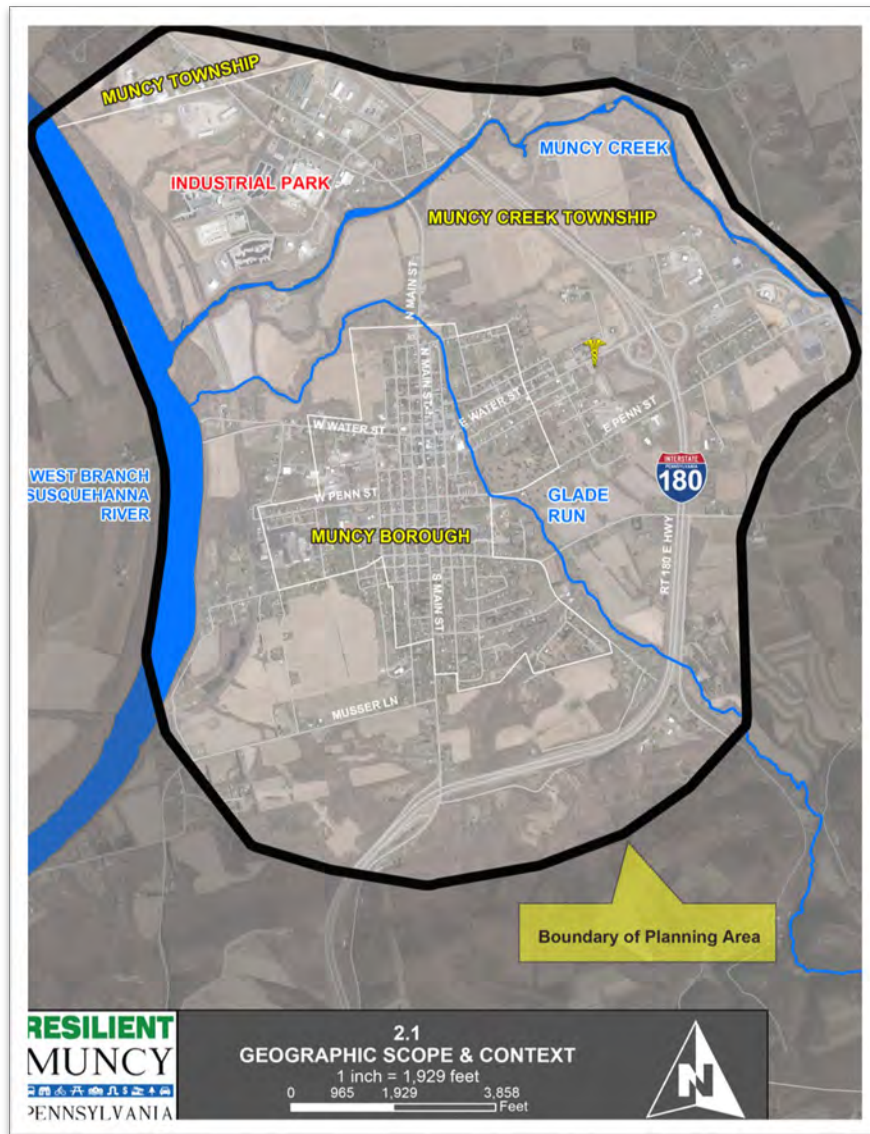 MUNCY TOWNSHIP
MUNCY CREEK
INDUSTRIAL PARK
MUNCY CREEK TOWNSHIP
N MAIN ST
N MAIN ST
E WATER ST
W WATER ST
E PENN ST
WEST BRANCH
SUSQUEHANNA
RIVER
INTERSTATE
PENNSYLVANIA
180
W PENN ST
GLADE
RUN
MUNCY BOROUGH
RT 180 E HWY
S MAIN ST
MUSSER LN
Boundary of Planning Area
RESILIENT
MUNCY
PENNSYLVANIA
2.1
GEOGRAPHIC SCOPE & CONTEXT
1 inch = 1,929 feet
0 965 1,929 3,858
Feet
N